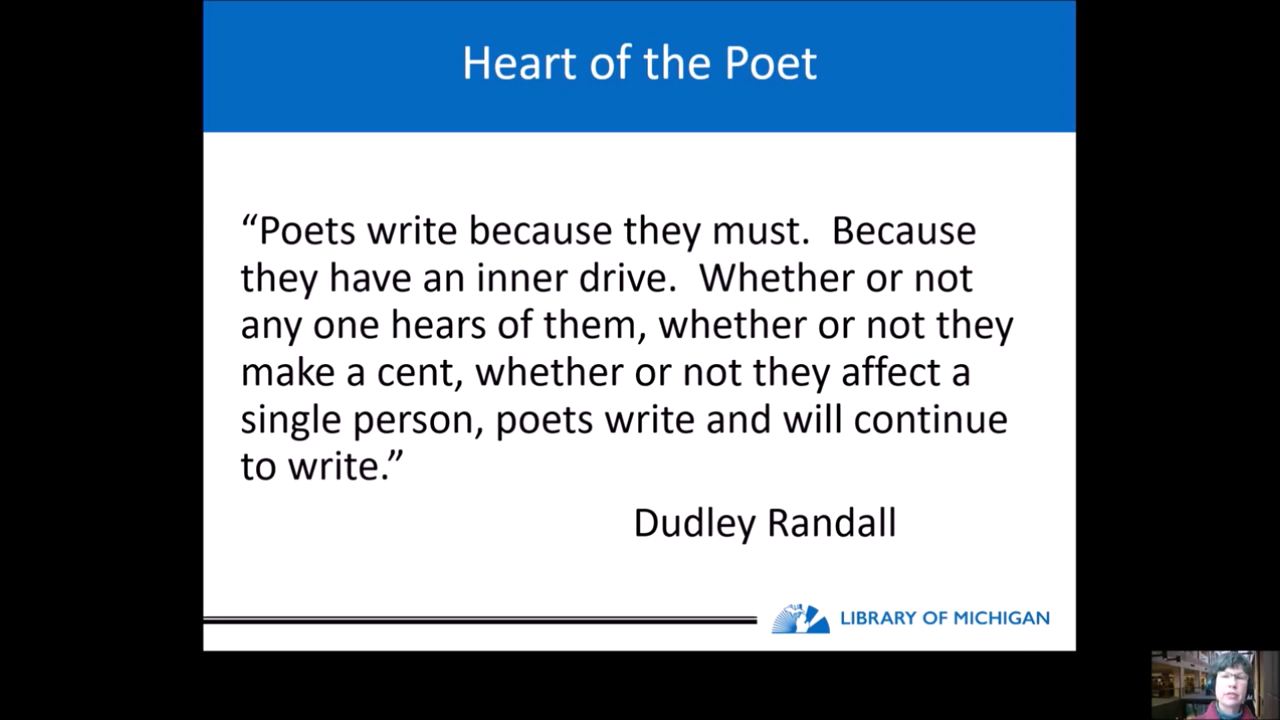 Heart of the Poet
“Poets write because they must.  Because
they have an inner drive.  Whether or not
any one hears of them, whether or not they
make a cent, whether or not they affect a
single person, poets write and will continue
to write.”
Dudley Randall
LIBRARY OF MICHIGAN